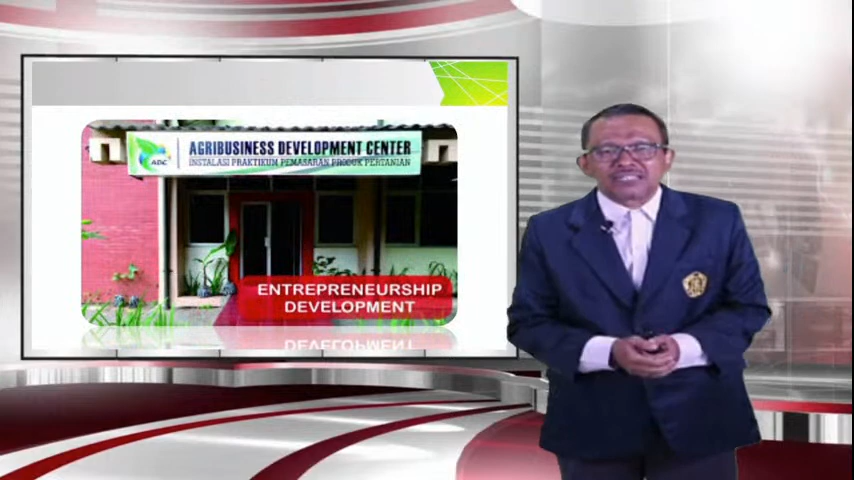 AGRIBUSINESS DEVELOPMENT CENTER
INSTALASI PRAKTIKUM PEMASARAN PRODUK PERTANIAN
ADC
ENTREPRENEURSHIP
DEVELOPMENT